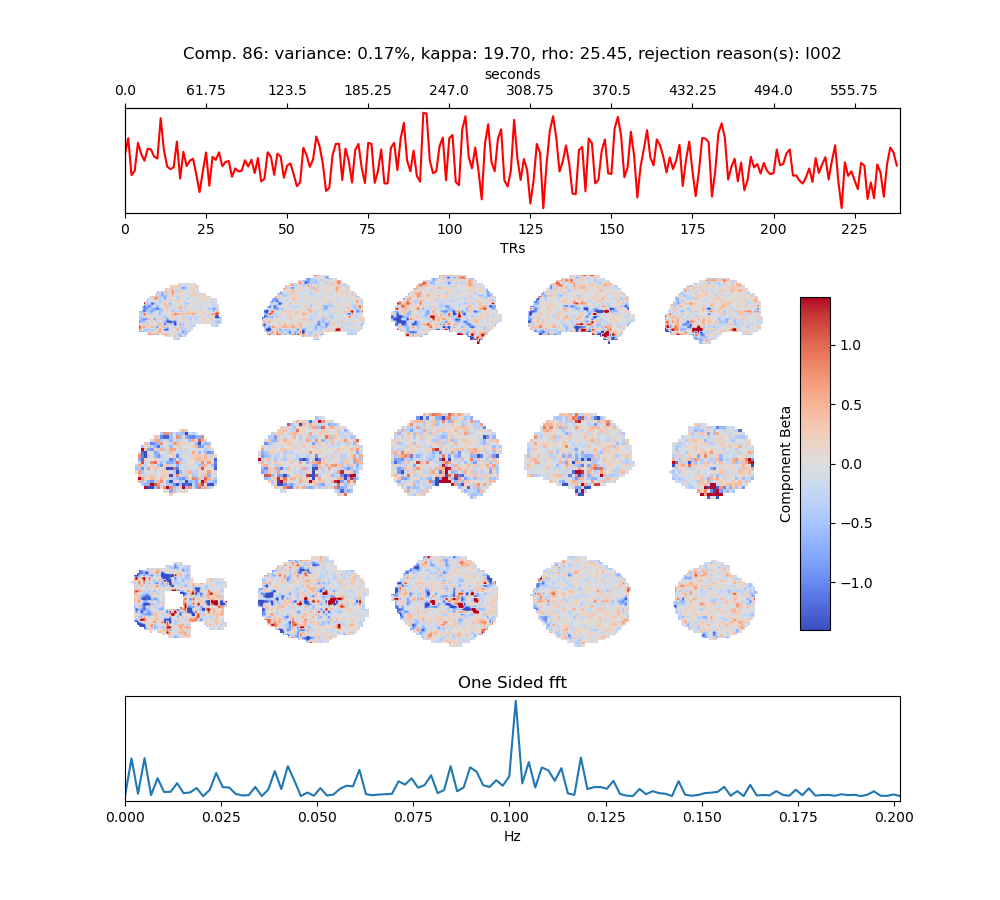 Comp. 86: variance: 0.17%, kappa: 19.70, rho: 25.45, rejection reason(s): I002
seconds
0.0 61.75 123.5 185.25 247.0 308.75 370.5 432.25 494.0 555.75
0 25 50 75 100 125 150 175 200 225
TRs
1.0
0.5
0.0
−0.5
−1.0
Component Beta
One Sided fft
0.000 0.025 0.050 0.075 0.100 0.125 0.150 0.175 0.200
Hz